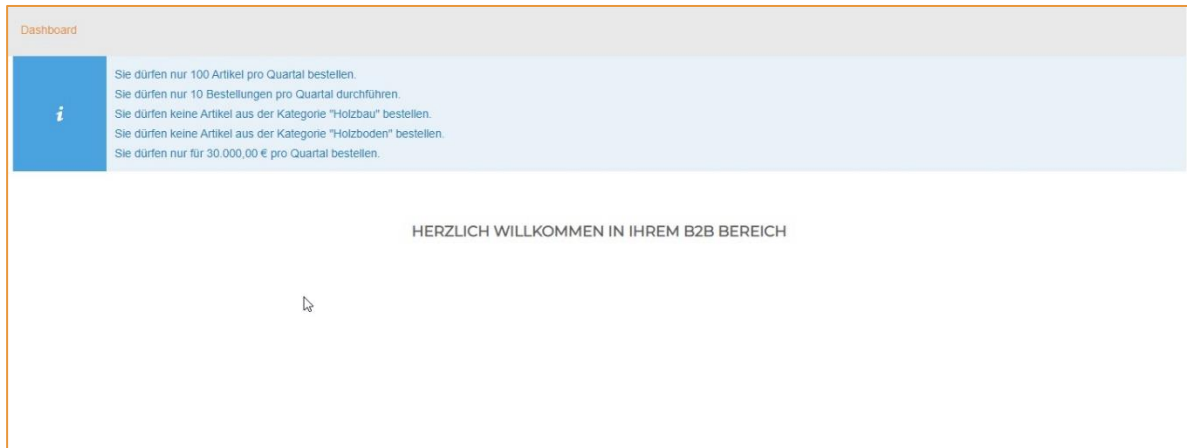 Dashboard
i
Sie dürfen nur 100 Artikel pro Quartal bestellen.
Sie dürfen nur 10 Bestellungen pro Quartal durchführen.
Sie dürfen keine Artikel aus der Kategorie "Holzbau" bestellen.
Sie dürfen keine Artikel aus der Kategorie "Holzboden" bestellen.
Sie dürfen nur für 30.000,00 € pro Quartal bestellen.
HERZLICH WILLKOMMEN IN IHREM B2B BEREICH